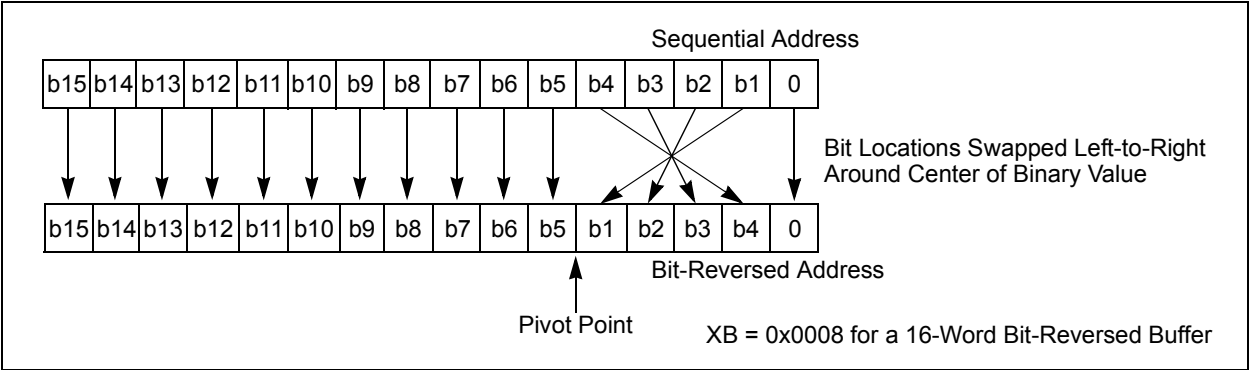 Sequential Address
b15 b14 b13 b12 b11 b10 b9 b8 b7 b6 b5 b4 b3 b2 b1 0
Bit Locations Swapped Left-to-Right
Around Center of Binary Value
b15 b14 b13 b12 b11 b10 b9 b8 b7 b6 b5 b1 b2 b3 b4 0
Bit-Reversed Address
Pivot Point
XB = 0x0008 for a 16-Word Bit-Reversed Buffer